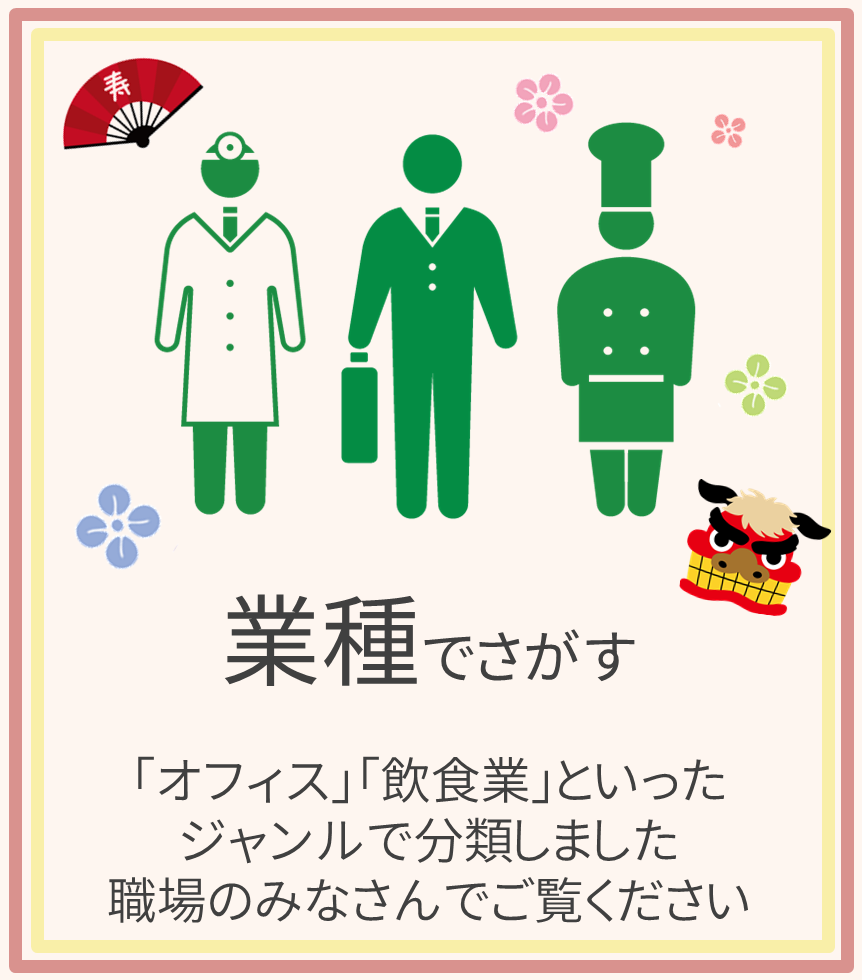 寿
業種でさがす
「オフィス」「飲食業」といった
ジャンルで分類しました
職場のみなさんでご覧ください